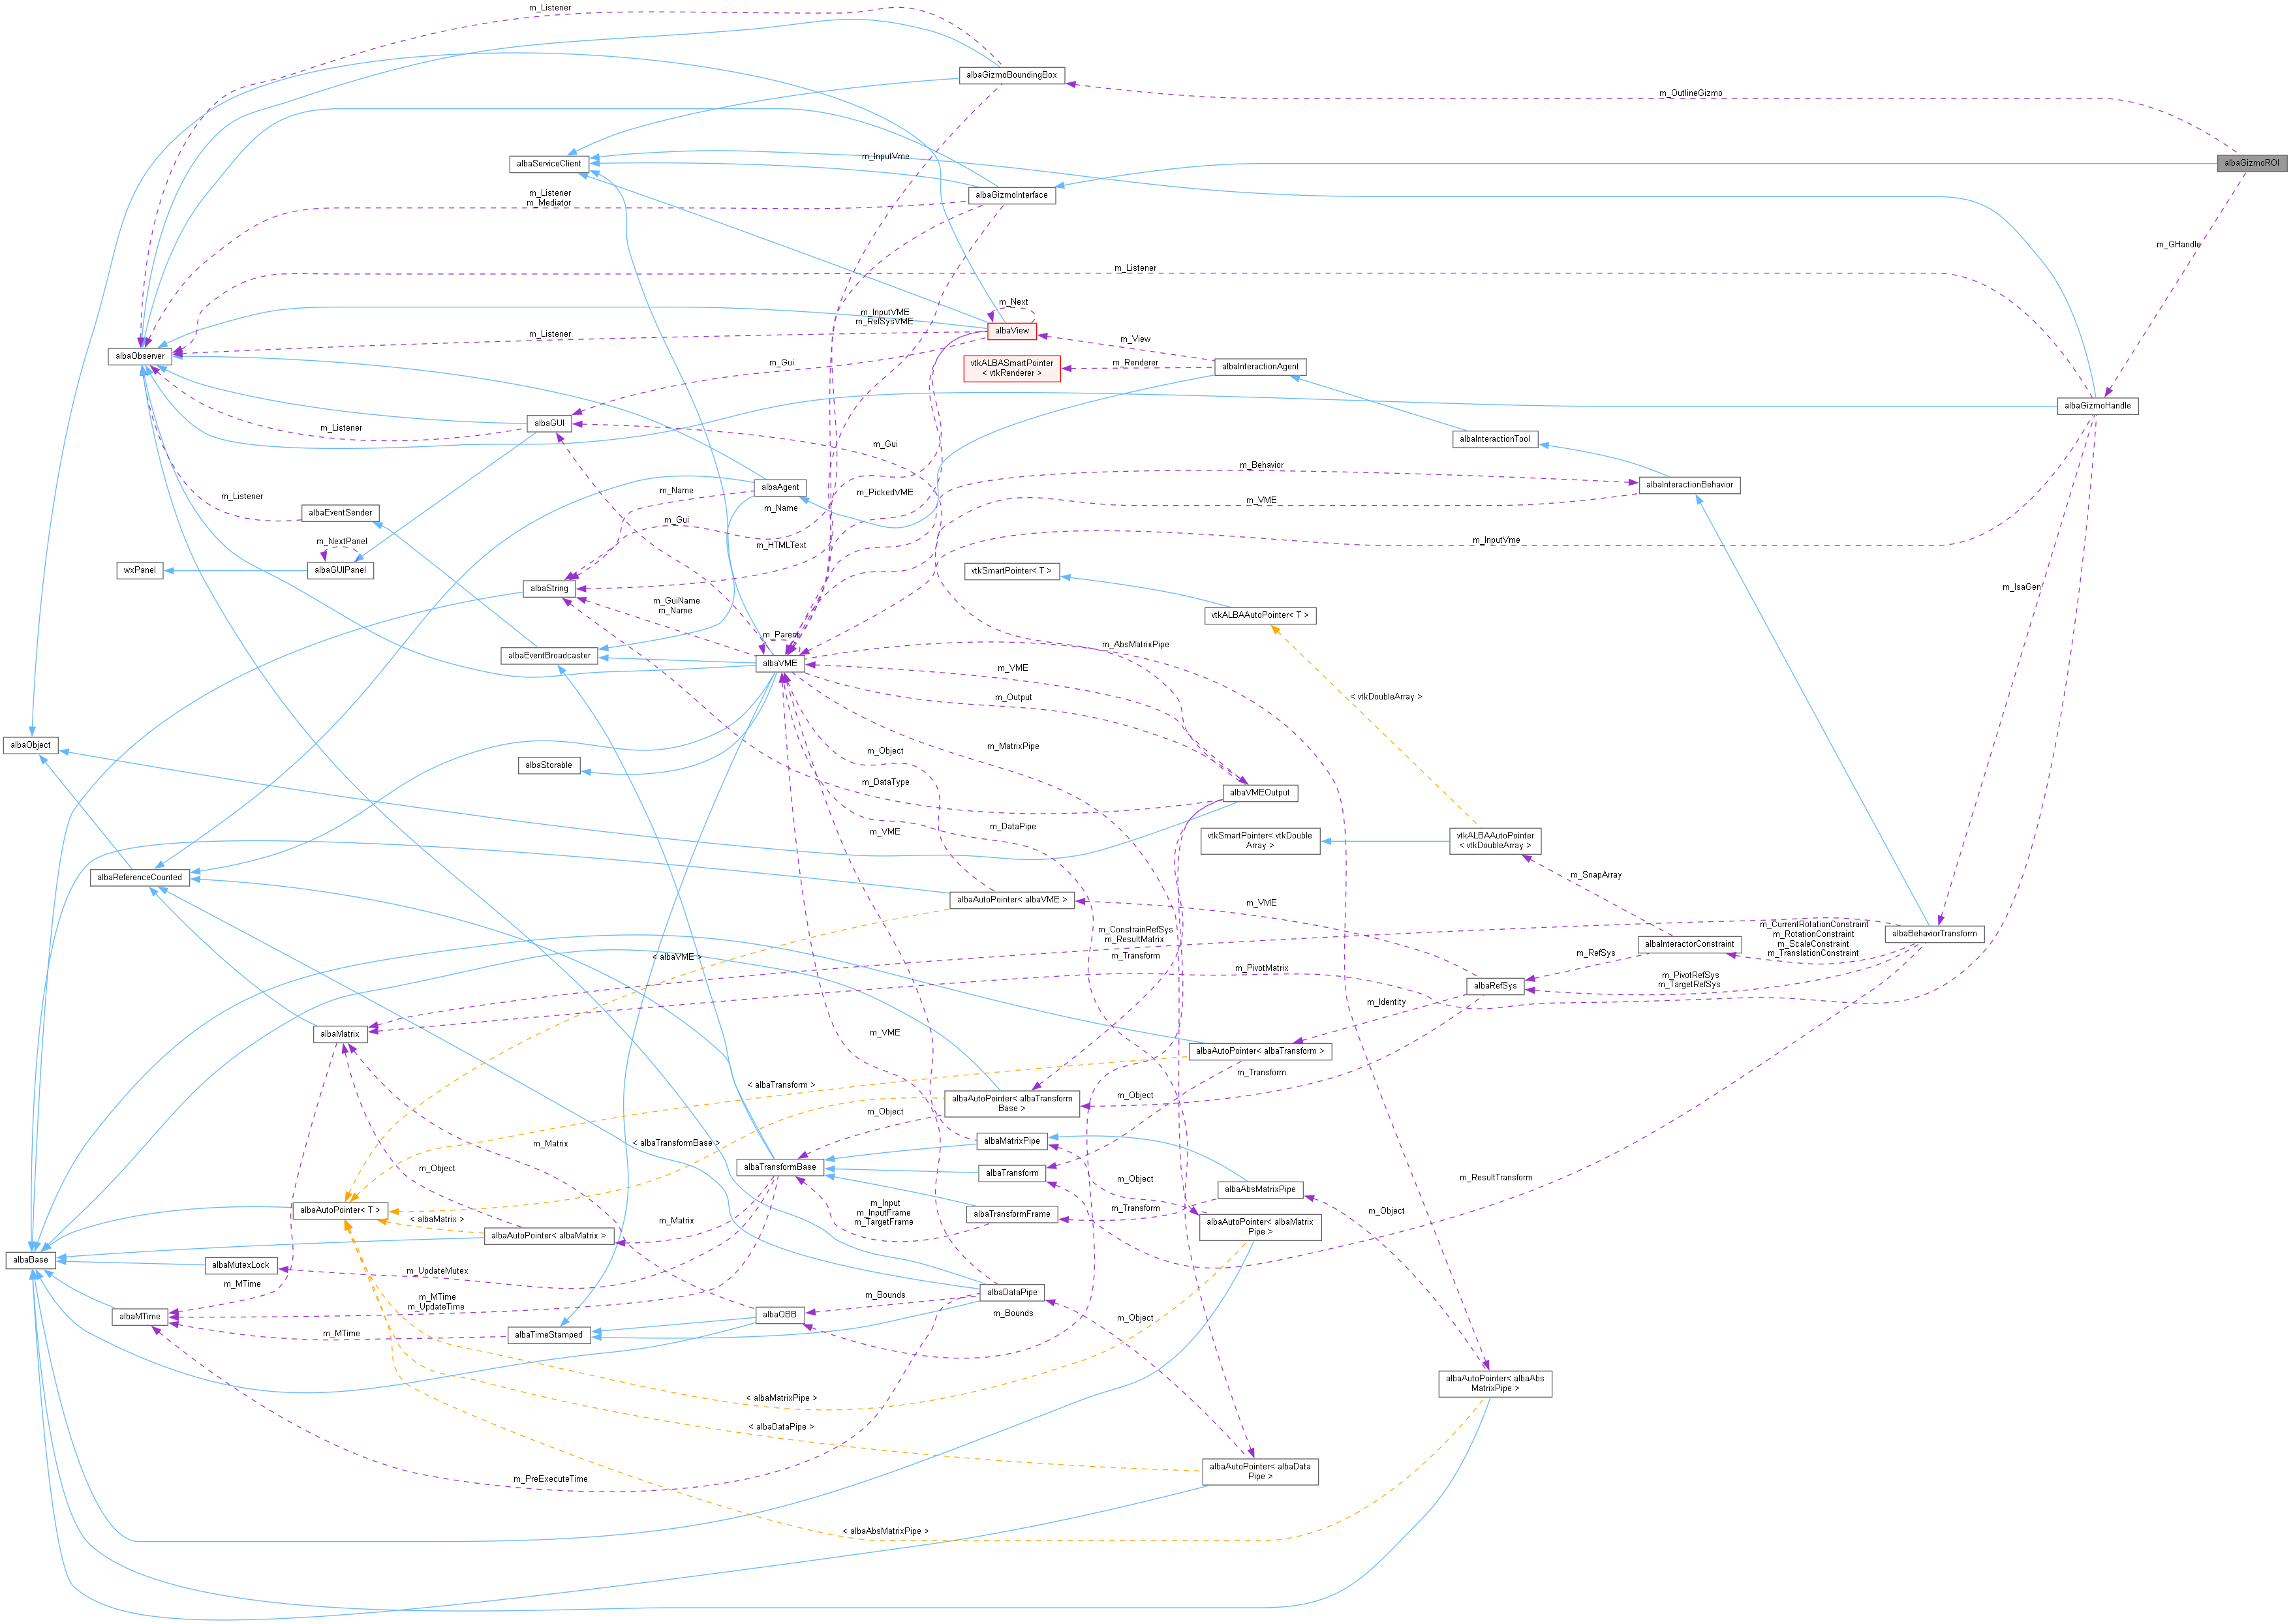 m_Listener
albaGizmoBoundingBox
m_OutlineGizmo
m_InputVme
albaServiceClient
albaGizmoROI
m_Listener
m_Mediator
albaGizmoInterface
m_GHandle
m_Listener
m_Next
m_InputVME
m_RefSysVME
m_Listener
albaView
m_View
albaObserver
m_Gui
vtkALBASmartPointer
< vtkRenderer >
m_Renderer
albaInteractionAgent
albaGizmoHandle
albaGUI
m_Listener
m_Gui
albaInteractionTool
m_Behavior
albaInteractionBehavior
albaAgent
m_Name
m_PickedVME
m_Listener
m_VME
m_Name
albaEventSender
m_Gui
m_NextPanel
m_HTMLText
m_InputVme
wxPanel
albaGUIPanel
vtkSmartPointer< T >
albaString
m_IsaGen
m_GuiName
m_Name
vtkALBAAutoPointer< T >
m_Parent
m_AbsMatrixPipe
albaEventBroadcaster
albaVME
m_VME
m_Output
< vtkDoubleArray >
albaObject
m_Object
m_MatrixPipe
albaStorable
m_DataType
albaVMEOutput
m_VME
m_DataPipe
vtkSmartPointer< vtkDouble
Array >
vtkALBAAutoPointer
< vtkDoubleArray >
albaReferenceCounted
m_SnapArray
albaAutoPointer< albaVME >
m_VME
m_ConstrainRefSys
m_ResultMatrix
m_Transform
m_CurrentRotationConstraint
m_RotationConstraint
m_ScaleConstraint
m_TranslationConstraint
albaBehaviorTransform
albaInteractorConstraint
m_RefSys
< albaVME >
m_PivotMatrix
m_PivotRefSys
m_TargetRefSys
albaRefSys
m_Identity
albaMatrix
m_VME
albaAutoPointer< albaTransform >
m_Transform
< albaTransform >
albaAutoPointer< albaTransform
Base >
m_Object
m_Object
m_Matrix
< albaTransformBase >
albaMatrixPipe
m_Object
albaTransformBase
albaTransform
m_Object
m_ResultTransform
albaAbsMatrixPipe
m_Transform
albaAutoPointer< T >
m_Input
m_InputFrame
m_TargetFrame
albaTransformFrame
m_Object
< albaMatrix >
m_Matrix
albaAutoPointer< albaMatrix >
albaAutoPointer< albaMatrix
Pipe >
albaBase
albaMutexLock
m_UpdateMutex
m_MTime
m_MTime
m_UpdateTime
albaDataPipe
m_Bounds
albaMTime
albaOBB
m_Bounds
m_Object
m_MTime
albaTimeStamped
albaAutoPointer< albaAbs
MatrixPipe >
< albaMatrixPipe >
< albaDataPipe >
albaAutoPointer< albaData
Pipe >
m_PreExecuteTime
< albaAbsMatrixPipe >